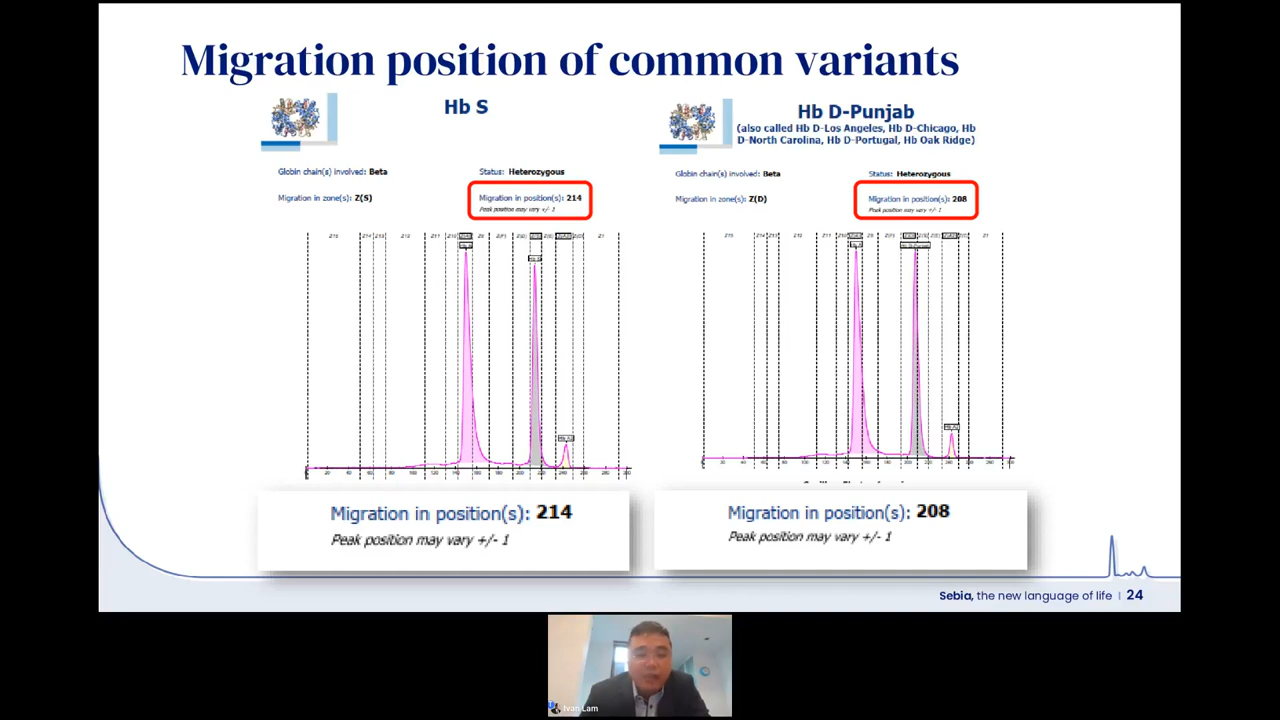 Migration position of common variants
Hb S
Globin chain(s) involved: Beta
Status: Heterozygous
Migration in zone(s): Z(S)
Migration in position(s): 214
Peak position may vary +/- 1
Hb D-Punjab
(also called Hb D-Los Angeles, Hb D-Chicago, Hb
D-North Carolina, Hb D-Portugal, Hb Oak Ridge)
Globin chain(s) involved: Beta
Status: Heterozygous
Migration in zone(s): Z(D)
Migration in position(s): 208
Peak position may vary +/- 1
Migration in position(s): 214
Peak position may vary +/- 1
Migration in position(s): 208
Peak position may vary +/- 1
Sebia, the new language of life | 24
Ivan Lam